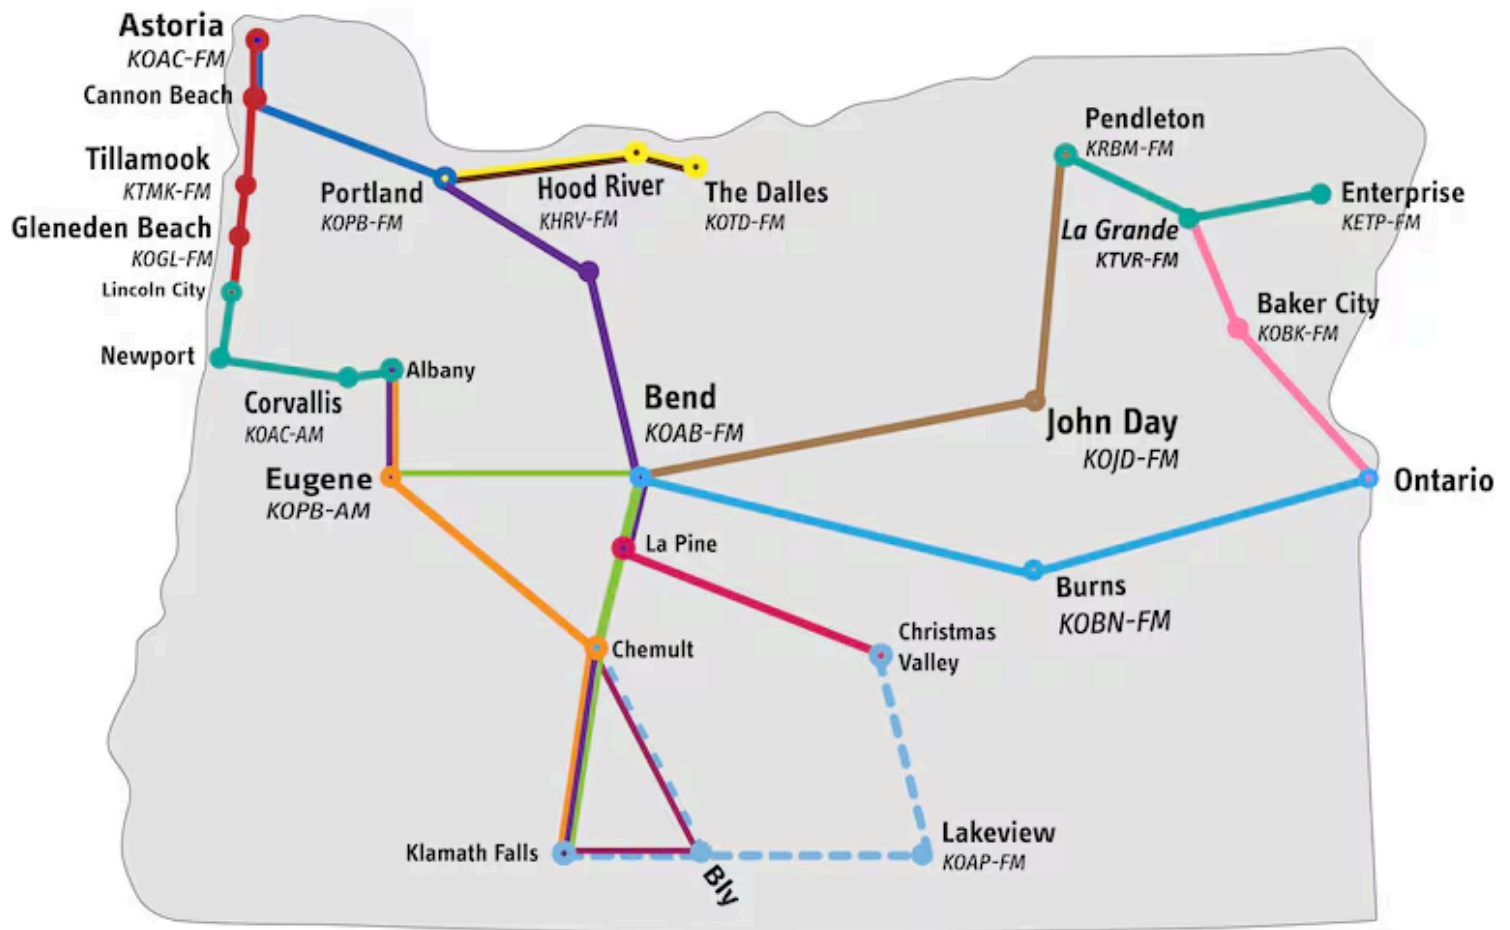 Astoria
KOAC-FM
Cannon Beach
Tillamook
KTMK-FM
Gleneden Beach
KOGL-FM
Lincoln City
Newport
Corvallis
KOAC-AM
Albany
Eugene
KOPB-AM
Portland
KOPB-FM
Hood River
KHRV-FM
The Dalles
KOTD-FM
Bend
KOAB-FM
La Pine
Chemult
Klamath Falls
Bly
Christmas
Valley
Lakeview
KOAP-FM
Pendleton
KRBM-FM
La Grande
KTVR-FM
Enterprise
KETP-FM
Baker City
KOBK-FM
John Day
KOJD-FM
Ontario
Burns
KOBN-FM